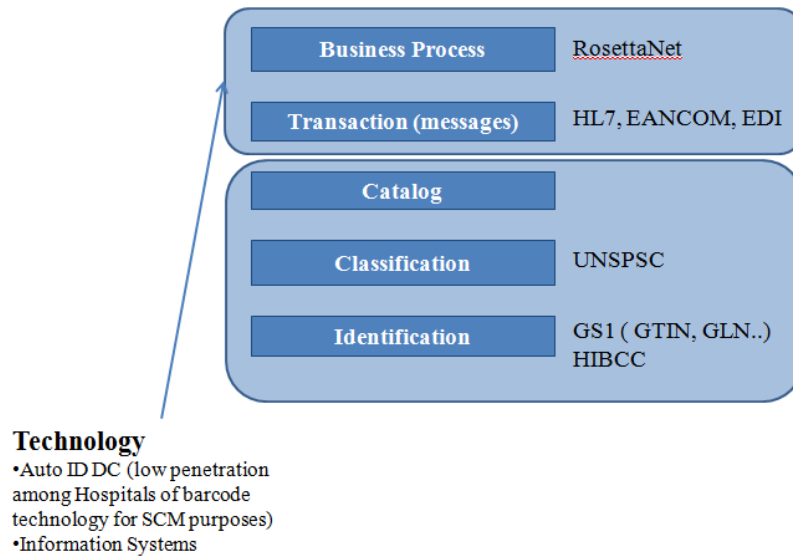 Business Process RosettaNet
Transaction (messages) HL7, EANCOM, EDI
Catalog
Classification UNSPSC
Identification GS1 ( GTIN, GLN..)
HIBCC
Technology
•Auto ID DC (low penetration
among Hospitals of barcode
technology for SCM purposes)
•Information Systems